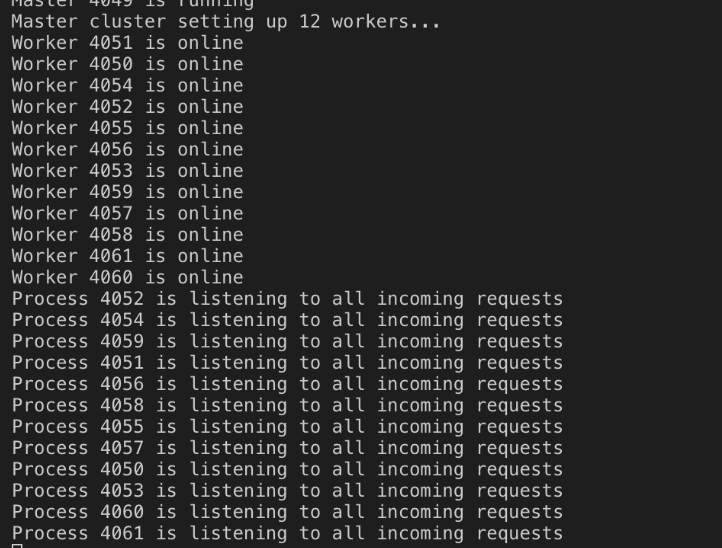 Master 4049 is running
Master cluster setting up 12 workers...
Worker 4051 is online
Worker 4050 is online
Worker 4054 is online
Worker 4052 is online
Worker 4055 is online
Worker 4056 is online
Worker 4053 is online
Worker 4059 is online
Worker 4057 is online
Worker 4058 is online
Worker 4061 is online
Worker 4060 is online
Process 4052 is listening to all incoming requests
Process 4054 is listening to all incoming requests
Process 4059 is listening to all incoming requests
Process 4051 is listening to all incoming requests
Process 4056 is listening to all incoming requests
Process 4058 is listening to all incoming requests
Process 4055 is listening to all incoming requests
Process 4057 is listening to all incoming requests
Process 4050 is listening to all incoming requests
Process 4053 is listening to all incoming requests
Process 4060 is listening to all incoming requests
Process 4061 is listening to all incoming requests